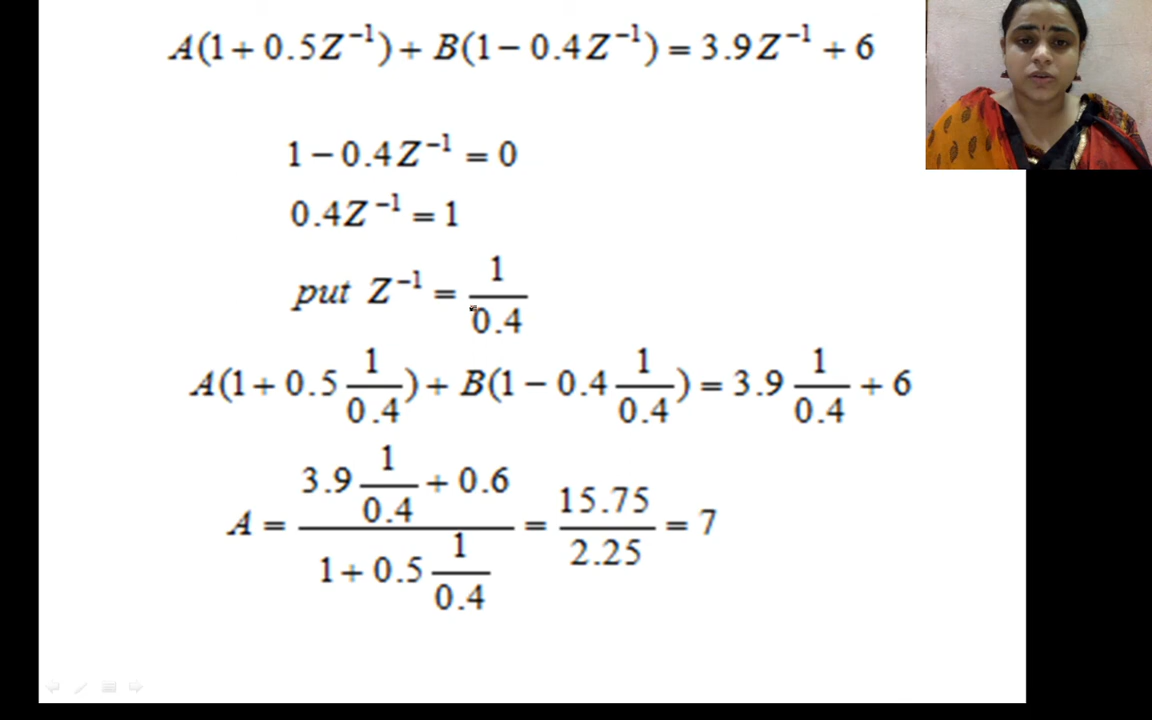 A(1 + 0.5Z⁻¹) + B(1 − 0.4Z⁻¹) = 3.9Z⁻¹ + 6
1 − 0.4Z⁻¹ = 0
0.4Z⁻¹ = 1
put Z⁻¹ = 1/0.4
A(1 + 0.5 1/0.4) + B(1 − 0.4 1/0.4) = 3.9 1/0.4 + 6
A = (3.9 1/0.4 + 0.6)/(1 + 0.5 1/0.4) = 15.75/2.25 = 7